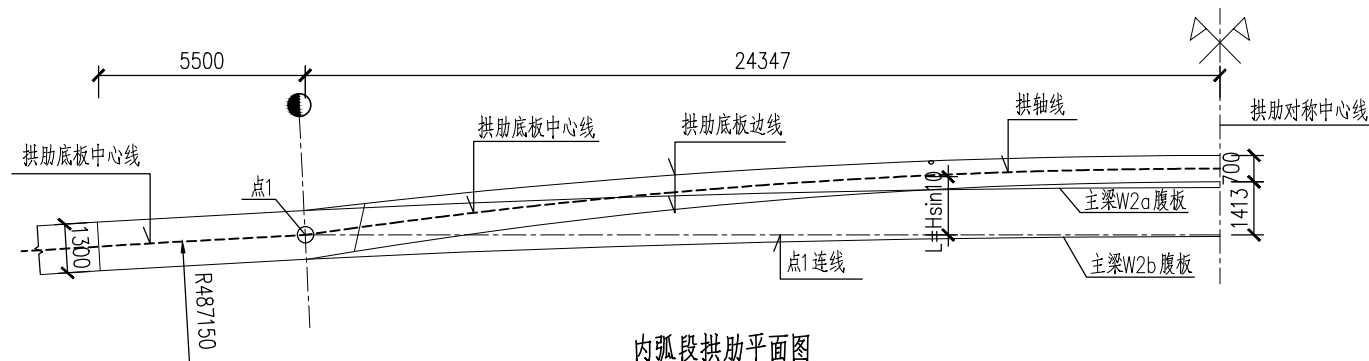 5500
24347
拱肋底板中心线
拱肋底板边线
拱轴线
拱肋对称中心线
拱肋底板中心线
点1
700
1413
L=Hsin10°
主梁W2a腹板
1300
R487150
点1连线
主梁W2b腹板
内弧段拱肋平面图